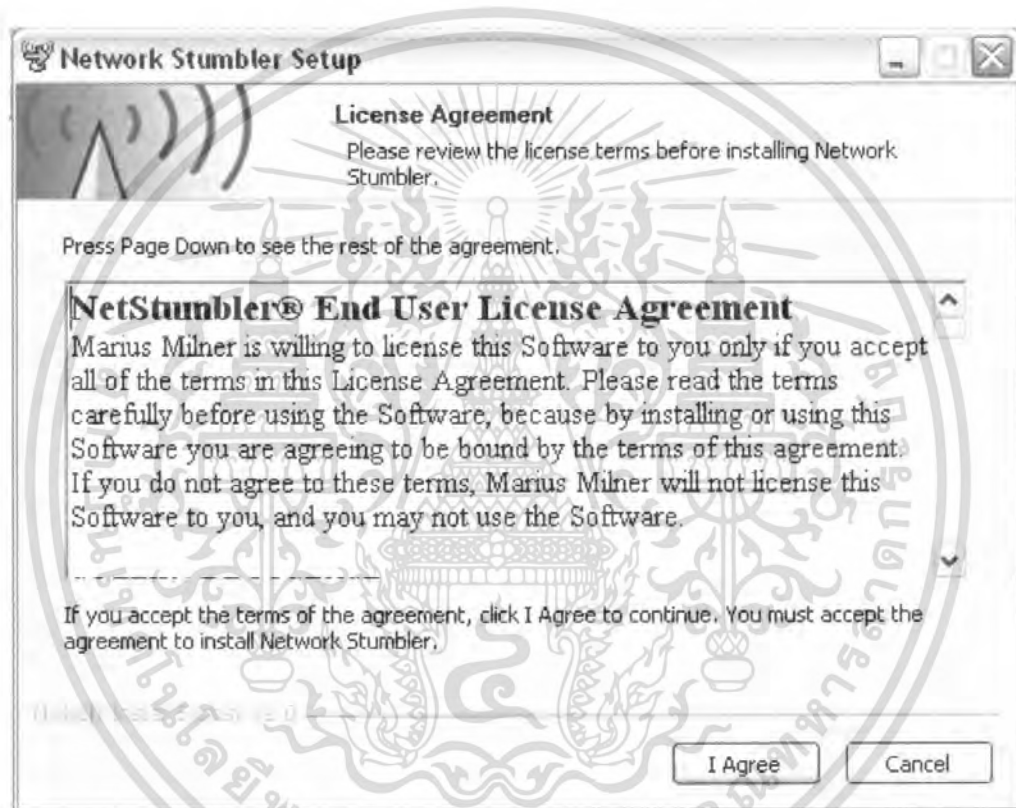 Network Stumbler Setup
License Agreement
Please review the license terms before installing Network
Stumbler.
Press Page Down to see the rest of the agreement.
NetStumbler® End User License Agreement
Marius Milner is willing to license this Software to you only if you accept
all of the terms in this License Agreement. Please read the terms
carefully before using the Software, because by installing or using this
Software you are agreeing to be bound by the terms of this agreement.
If you do not agree to these terms, Marius Milner will not license this
Software to you, and you may not use the Software.
If you accept the terms of the agreement, click I Agree to continue. You must accept the
agreement to install Network Stumbler.
I Agree
Cancel